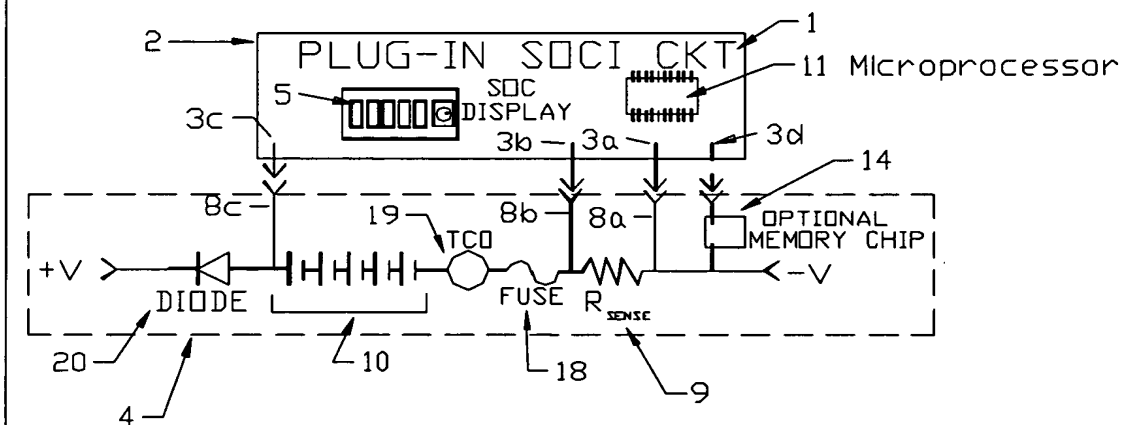 1
2
PLUG-IN SOCI CKT
11 MIcroprocessor
5
SOC
DISPLAY
3c
3b
3a
3d
14
8c
19
TCO
8b
8a
OPTIONAL
MEMORY CHIP
+V
-V
DIODE
FUSE
R SENSE
20
10
18
9
4